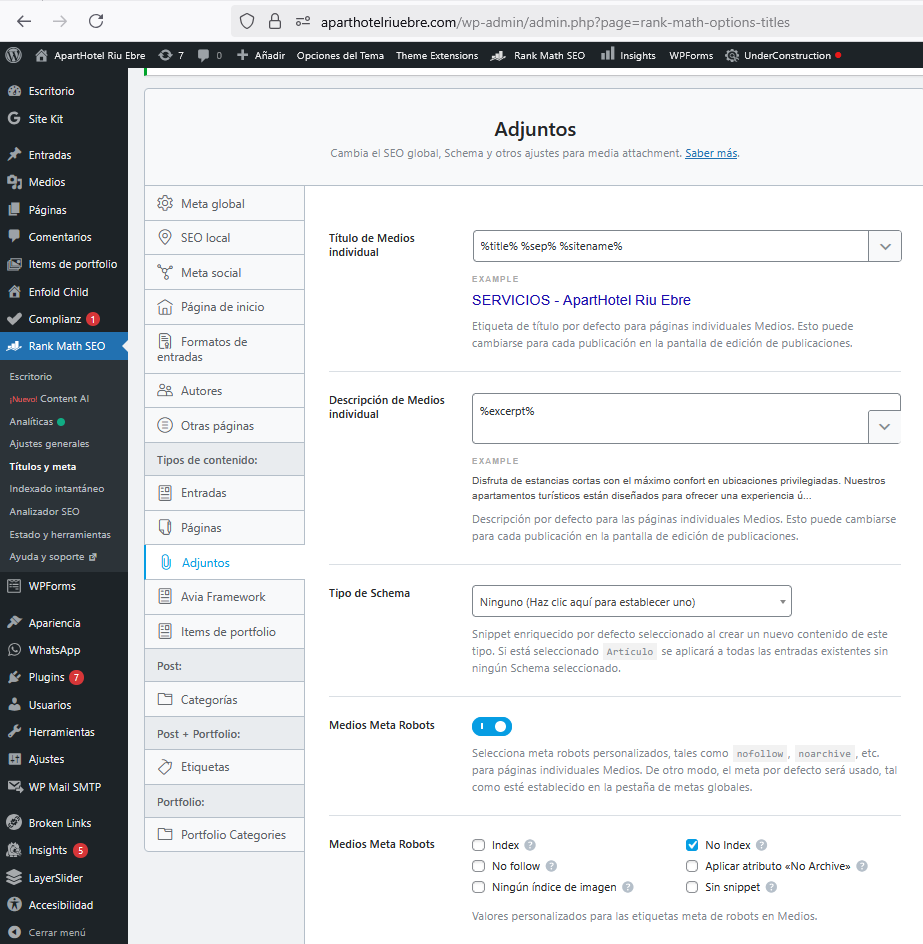 aparthotelriuebre.com/wp-admin/admin.php?page=rank-math-options-titles
ApartHotel Riu Ebre 7 0 Añadir Opciones del Tema Theme Extensions Rank Math SEO Insights WPForms UnderConstruction
Escritorio
Site Kit
Entradas
Medios
Páginas
Comentarios
Items de portfolio
Enfold Child
Complianz 1
Rank Math SEO
Escritorio
¡Nuevo! Content AI
Analíticas
Ajustes generales
Títulos y meta
Indexado intantáneo
Analizador SEO
Estado y herramientas
Ayuda y soporte
WPForms
Apariencia
WhatsApp
Plugins 7
Usuarios
Herramientas
Ajustes
WP Mail SMTP
Broken Links
Insights 5
LayerSlider
Accesibilidad
Cerrar menú
Adjuntos
Cambia el SEO global, Schema y otros ajustes para media attachment. Saber más.
Meta global
SEO local
Meta social
Página de inicio
Formatos de
entradas
Autores
Otras páginas
Tipos de contenido:
Entradas
Páginas
Adjuntos
Avia Framework
Items de portfolio
Post:
Categorías
Post + Portfolio:
Etiquetas
Portfolio:
Portfolio Categories
Título de Medios
individual
%title% %sep% %sitename%
EXAMPLE
SERVICIOS - ApartHotel Riu Ebre
Etiqueta de título por defecto para páginas individuales Medios. Esto puede
cambiarse para cada publicación en la pantalla de edición de publicaciones.
Descripción de Medios
individual
%excerpt%
EXAMPLE
Disfruta de estancias cortas con el máximo confort en ubicaciones privilegiadas. Nuestros
apartamentos turísticos están diseñados para ofrecer una experiencia ú...
Descripción por defecto para las páginas individuales Medios. Esto puede cambiarse
para cada publicación en la pantalla de edición de publicaciones.
Tipo de Schema
Ninguno (Haz clic aquí para establecer uno)
Snippet enriquecido por defecto seleccionado al crear un nuevo contenido de este
tipo. Si está seleccionado Artículo se aplicará a todas las entradas existentes sin
ningún Schema seleccionado.
Medios Meta Robots
Selecciona meta robots personalizados, tales como nofollow, noarchive, etc.
para páginas individuales Medios. De otro modo, el meta por defecto será usado, tal
como esté establecido en la pestaña de metas globales.
Medios Meta Robots
Index ? No Index ?
No follow ? Aplicar atributo «No Archive» ?
Ningún índice de imagen ? Sin snippet ?
Valores personalizados para las etiquetas meta de robots en Medios.